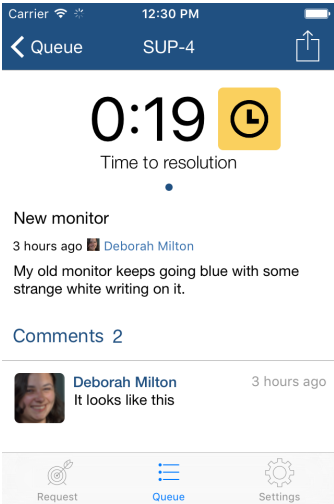 Carrier 12:30 PM
Queue SUP-4
0:19
Time to resolution
New monitor
3 hours ago Deborah Milton
My old monitor keeps going blue with some
strange white writing on it.
Comments 2
Deborah Milton 3 hours ago
It looks like this
Request Queue Settings